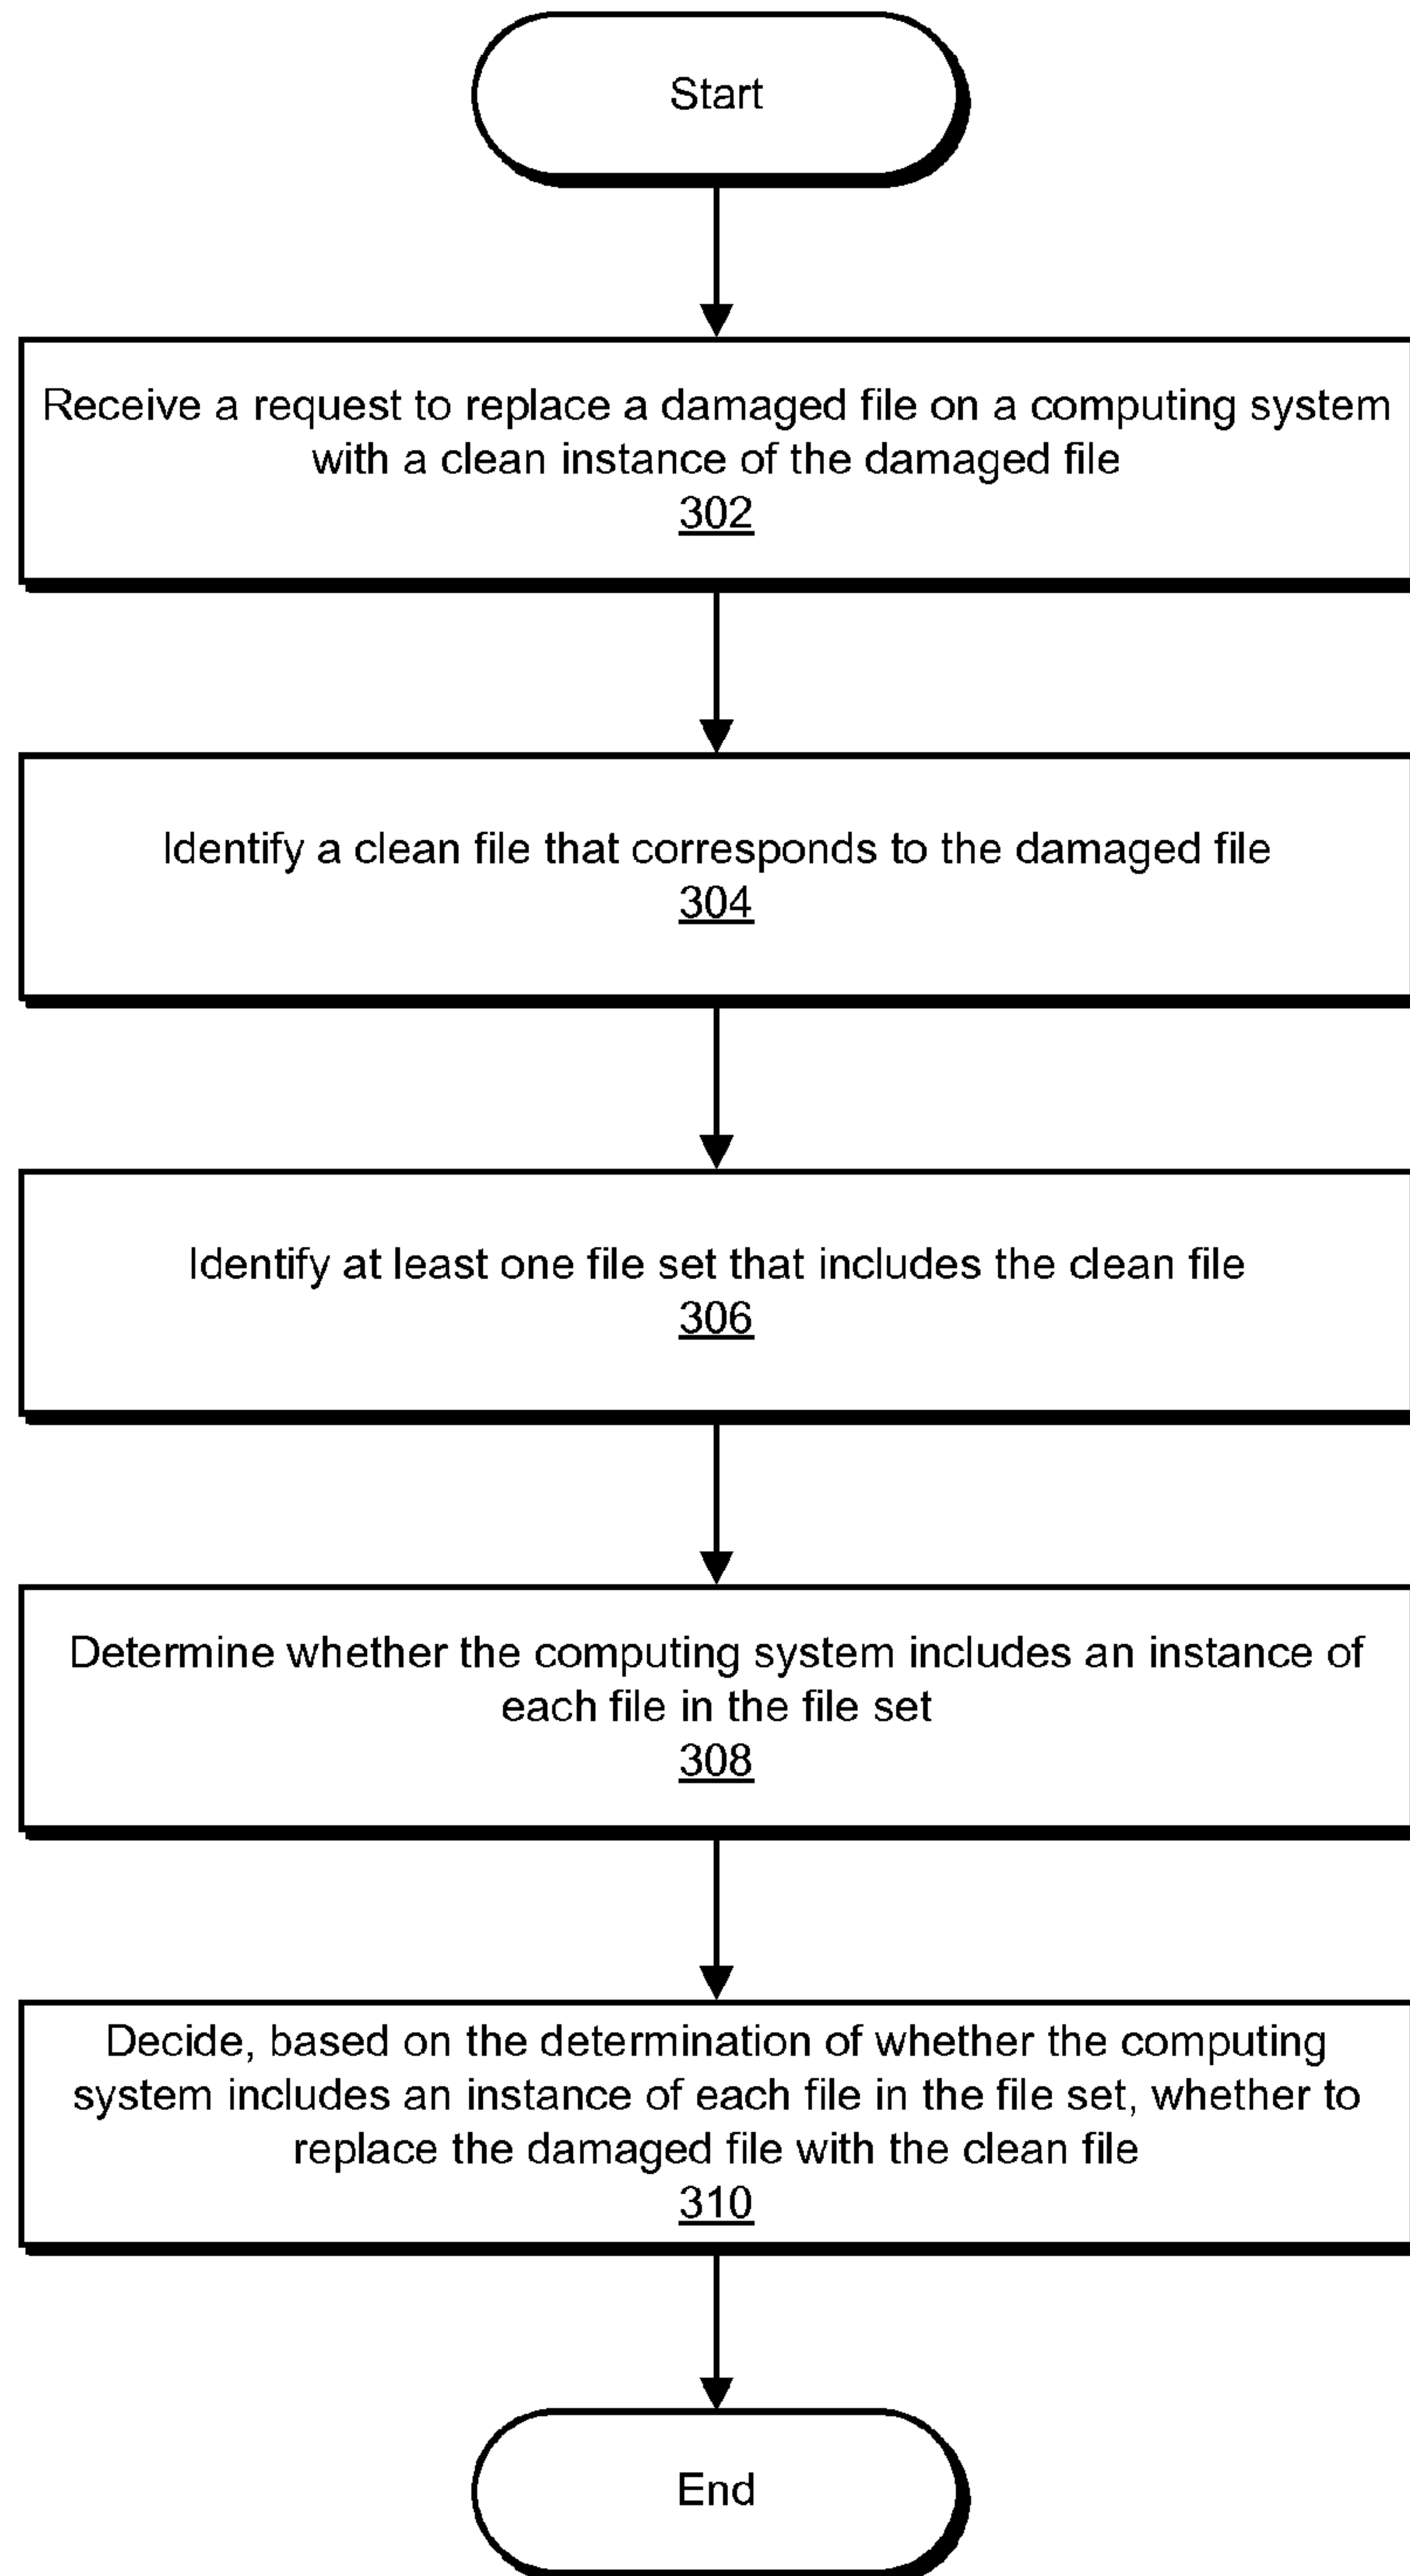 Start
Receive a request to replace a damaged file on a computing system
with a clean instance of the damaged file
302
Identify a clean file that corresponds to the damaged file
304
Identify at least one file set that includes the clean file
306
Determine whether the computing system includes an instance of
each file in the file set
308
Decide, based on the determination of whether the computing
system includes an instance of each file in the file set, whether to
replace the damaged file with the clean file
310
End